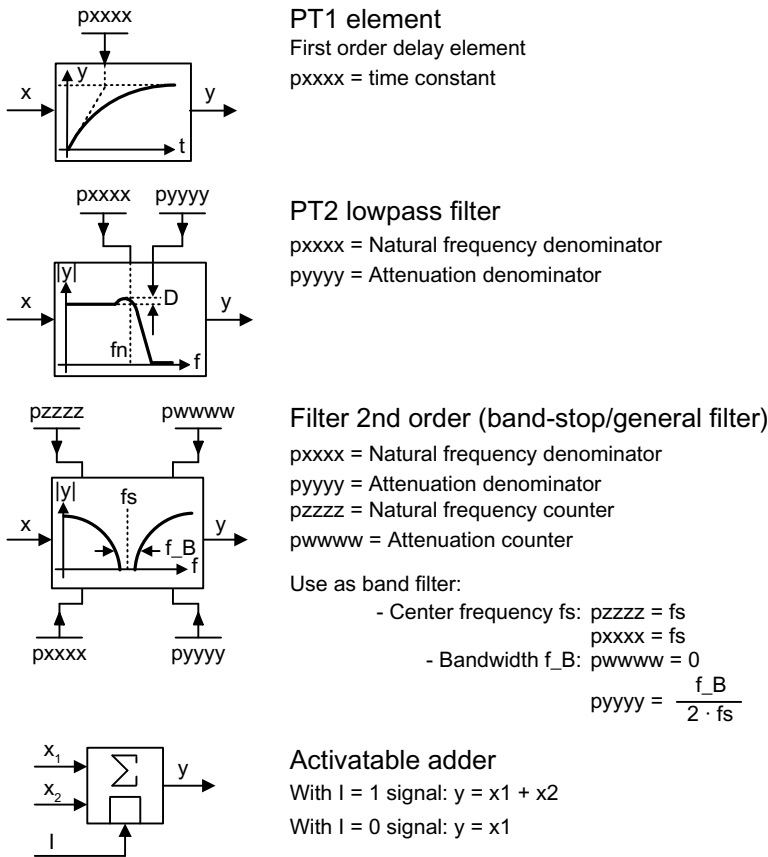 pxxxx
PT1 element
First order delay element
pxxxx = time constant
y
x
y
t
pxxxx pyyyy
PT2 lowpass filter
pxxxx = Natural frequency denominator
pyyyy = Attenuation denominator
|y|
x
D
y
fn
f
pzzzz pwwww
Filter 2nd order (band-stop/general filter)
pxxxx = Natural frequency denominator
pyyyy = Attenuation denominator
pzzzz = Natural frequency counter
pwwww = Attenuation counter
|y|
fs
x
y
f_B
f
pxxxx pyyyy
Use as band filter:
- Center frequency fs: pzzzz = fs
pxxxx = fs
- Bandwidth f_B: pwwww = 0
pyyyy = f_B
2 · fs
x1
Σ
y
x2
I
Activatable adder
With I = 1 signal: y = x1 + x2
With I = 0 signal: y = x1